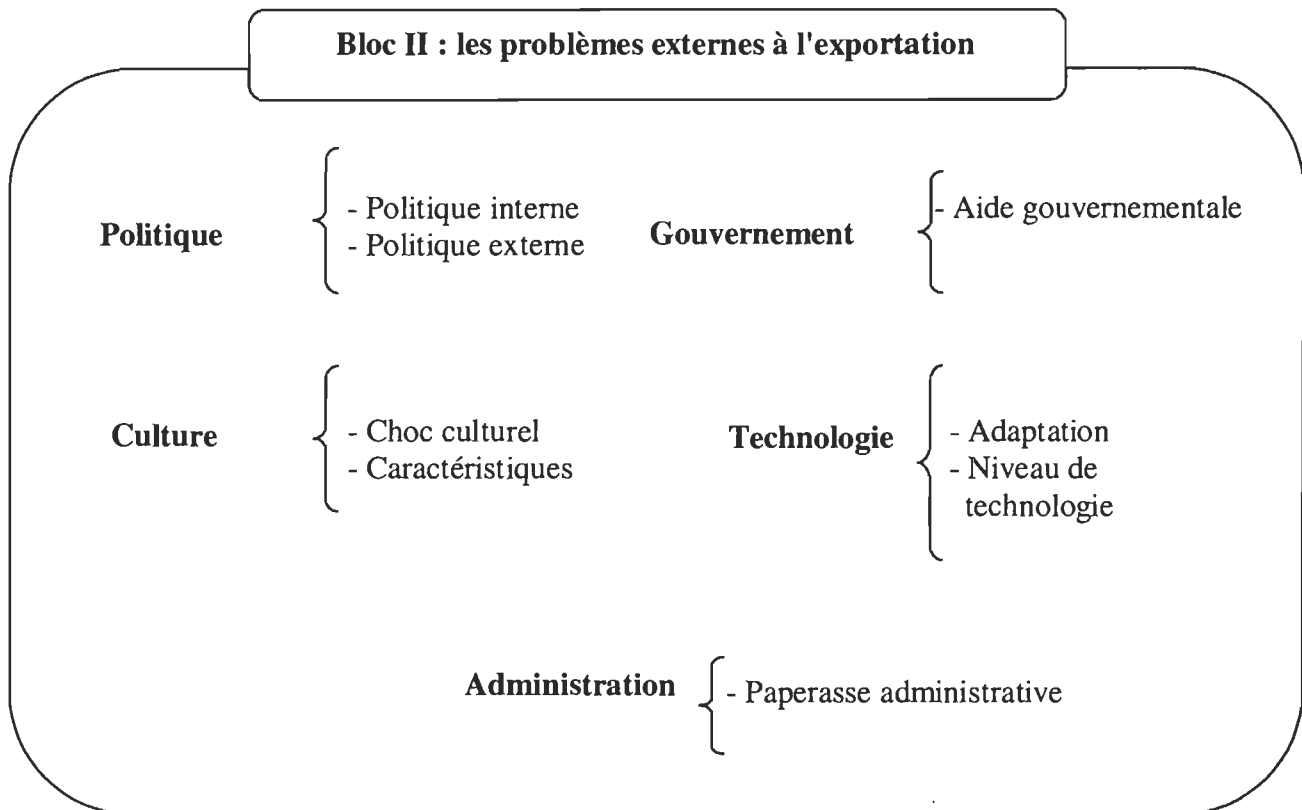 Bloc II : les problèmes externes à l'exportation
Politique
- Politique interne
- Politique externe
Gouvernement
- Aide gouvernementale
Culture
- Choc culturel
- Caractéristiques
Technologie
- Adaptation
- Niveau de
technologie
Administration
- Paperasse administrative